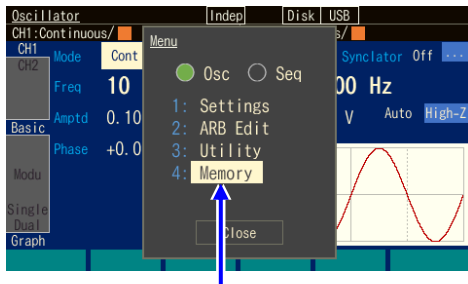 Oscillator Indep Disk USB
CH1:Continuous/ s/
CH1 Mode Cont Synclator Off ...
CH2
Menu
Osc Seq
Freq 10 00 Hz
1: Settings
Basic Amptd 0.10 V Auto High-Z
2: ARB Edit
Phase +0.0
3: Utility
4: Memory
Modu
Single
Dual
Close
Graph